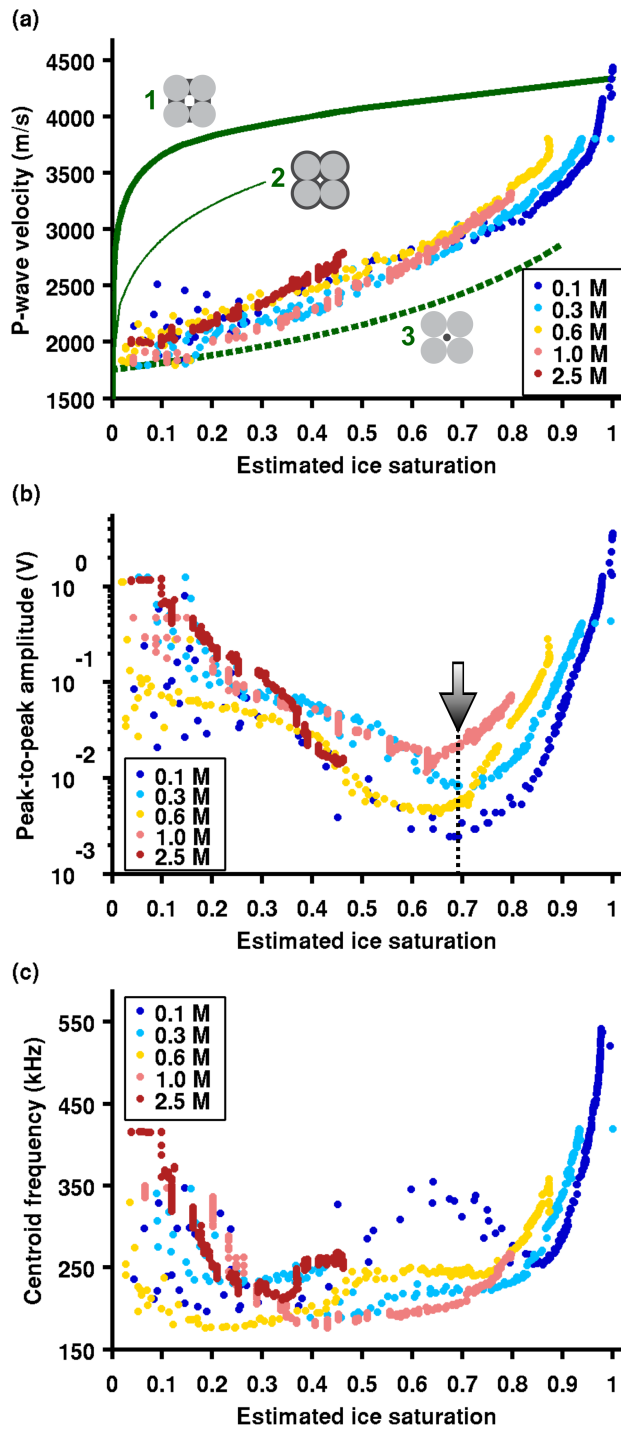 (a)
P-wave velocity (m/s)
4500
4000
3500
3000
2500
2000
1500
1
2
3
0.1 M
0.3 M
0.6 M
1.0 M
2.5 M
0 0.1 0.2 0.3 0.4 0.5 0.6 0.7 0.8 0.9 1
Estimated ice saturation
(b)
Peak-to-peak amplitude (V)
10 0
10 -1
10 -2
10 -3
0.1 M
0.3 M
0.6 M
1.0 M
2.5 M
0 0.1 0.2 0.3 0.4 0.5 0.6 0.7 0.8 0.9 1
Estimated ice saturation
(c)
Centroid frequency (kHz)
550
450
350
250
150
0.1 M
0.3 M
0.6 M
1.0 M
2.5 M
0 0.1 0.2 0.3 0.4 0.5 0.6 0.7 0.8 0.9 1
Estimated ice saturation